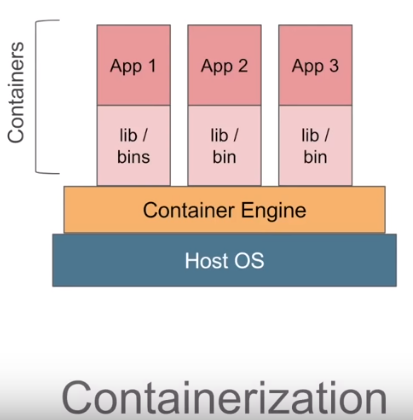 Containers
App 1
App 2
App 3
lib /
bins
lib /
bin
lib /
bin
Container Engine
Host OS
Containerization